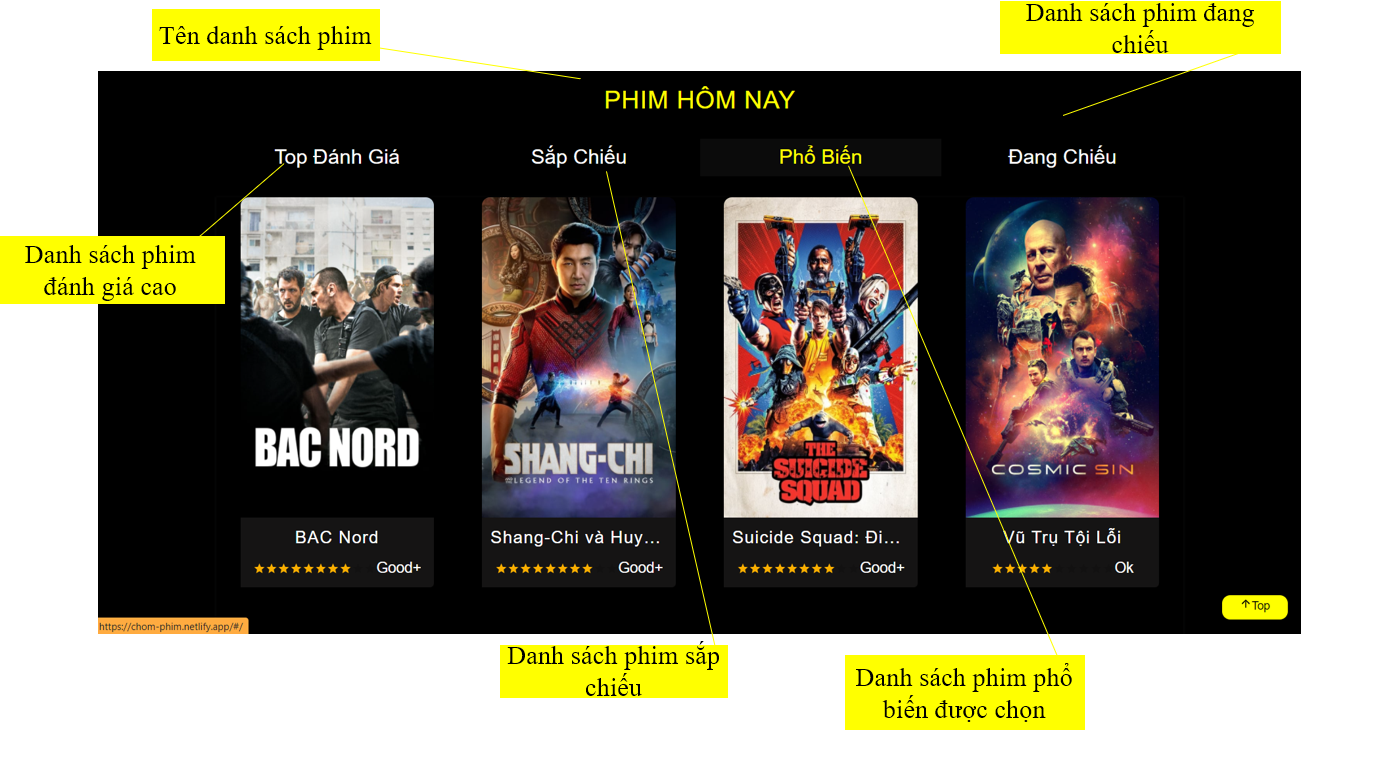 Tên danh sách phim
Danh sách phim đang
chiếu
PHIM HÔM NAY
Top Đánh Giá
Sắp Chiếu
Phổ Biến
Đang Chiếu
Danh sách phim
đánh giá cao
BAC NORD
SHANG-CHI
LEGEND OF THE TEN RINGS
THE
SUICIDE
SQUAD
COSMIC SIN
BAC Nord
Shang-Chi và Huy...
Suicide Squad: Đi...
Vũ Trụ Tội Lỗi
Good+
Good+
Good+
Ok
Top
https://chom-phim.netlify.app/#/
Danh sách phim sắp
chiếu
Danh sách phim phổ
biến được chọn